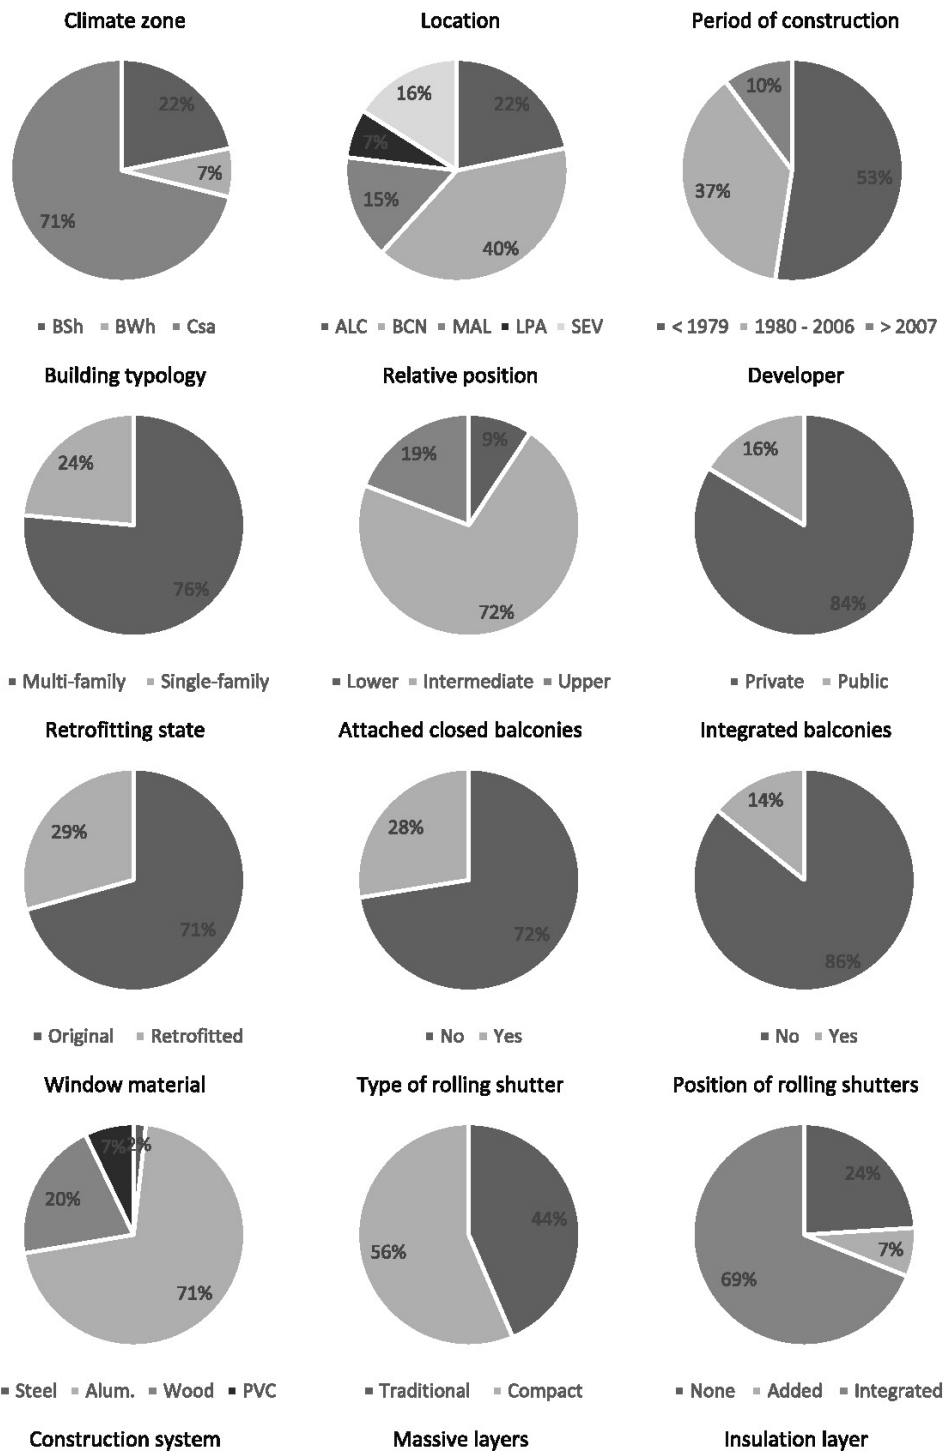 Climate zone
Location
Period of construction
22%
7%
71%
16%
22%
7%
15%
40%
10%
37%
53%
BSh BWh Csa
ALC BCN MAL LPA SEV
< 1979 1980 - 2006 > 2007
Building typology
Relative position
Developer
24%
76%
9%
19%
72%
16%
84%
Multi-family Single-family
Lower Intermediate Upper
Private Public
Retrofitting state
Attached closed balconies
Integrated balconies
29%
71%
28%
72%
14%
86%
Original Retrofitted
No Yes
No Yes
Window material
Type of rolling shutter
Position of rolling shutters
7%
2%
20%
71%
44%
56%
24%
7%
69%
Steel Alum. Wood PVC
Traditional Compact
None Added Integrated
Construction system
Massive layers
Insulation layer